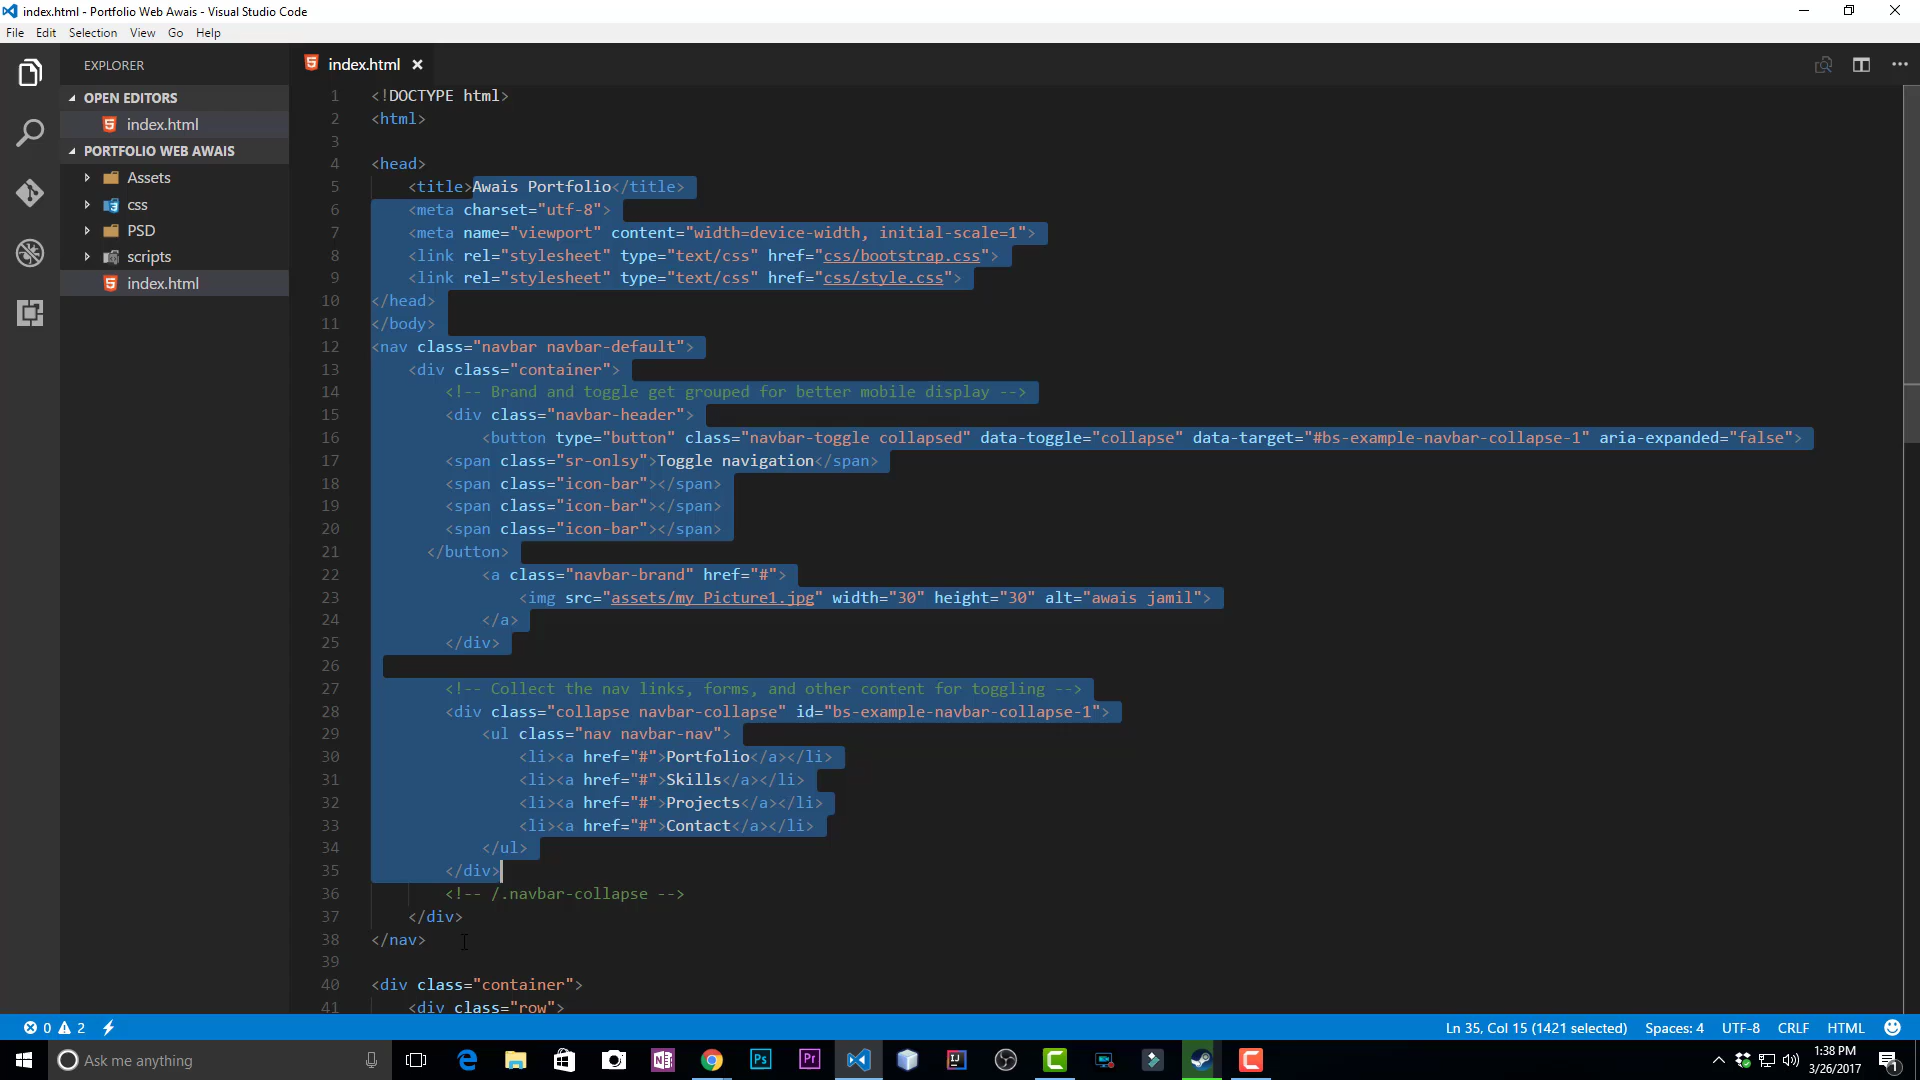 index.html - Portfolio Web Awais - Visual Studio Code
File Edit Selection View Go Help
EXPLORER
OPEN EDITORS
index.html
PORTFOLIO WEB AWAIS
Assets
css
PSD
scripts
index.html
index.html
1 <!DOCTYPE html>
2 <html>
3
4 <head>
5 <title>Awais Portfolio</title>
6 <meta charset="utf-8">
7 <meta name="viewport" content="width=device-width, initial-scale=1">
8 <link rel="stylesheet" type="text/css" href="css/bootstrap.css">
9 <link rel="stylesheet" type="text/css" href="css/style.css">
10 </head>
11 </body>
12 <nav class="navbar navbar-default">
13 <div class="container">
14 <!-- Brand and toggle get grouped for better mobile display -->
15 <div class="navbar-header">
16 <button type="button" class="navbar-toggle collapsed" data-toggle="collapse" data-target="#bs-example-navbar-collapse-1" aria-expanded="false">
17 <span class="sr-onlsy">Toggle navigation</span>
18 <span class="icon-bar"></span>
19 <span class="icon-bar"></span>
20 <span class="icon-bar"></span>
21 </button>
22 <a class="navbar-brand" href="#">
23 <img src="assets/my_Picture1.jpg" width="30" height="30" alt="awais jamil">
24 </a>
25 </div>
26
27 <!-- Collect the nav links, forms, and other content for toggling -->
28 <div class="collapse navbar-collapse" id="bs-example-navbar-collapse-1">
29 <ul class="nav navbar-nav">
30 <li><a href="#">Portfolio</a></li>
31 <li><a href="#">Skills</a></li>
32 <li><a href="#">Projects</a></li>
33 <li><a href="#">Contact</a></li>
34 </ul>
35 </div>
36 <!-- /.navbar-collapse -->
37 </div>
38 </nav>
39
40 <div class="container">
41 <div class="row">
0 2 Ln 35, Col 15 (1421 selected) Spaces: 4 UTF-8 CRLF HTML
Ask me anything
Ps
Pr
1:38 PM
3/26/2017
1